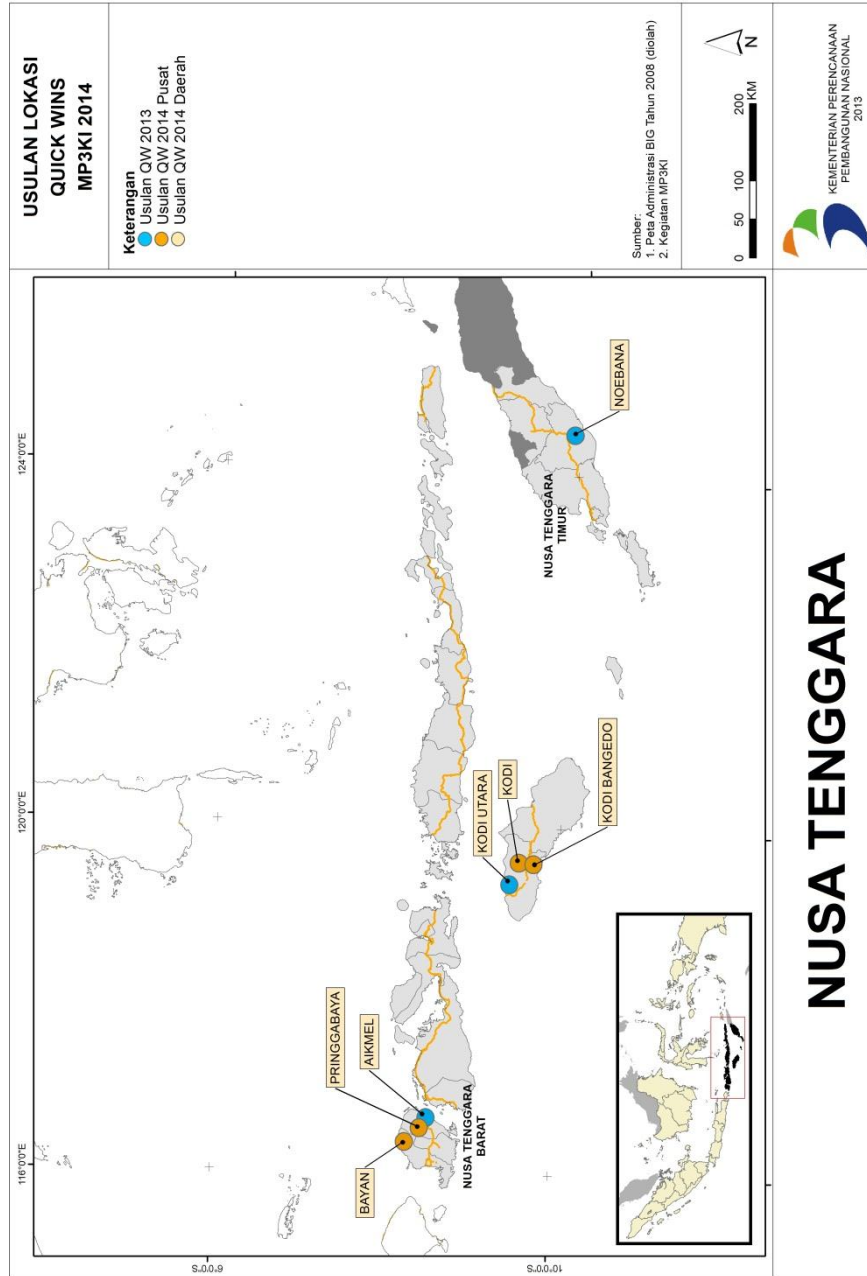 USULAN LOKASI
QUICK WINS
MP3KI 2014
Keterangan
Usulan QW 2013
Usulan QW 2014 Pusat
Usulan QW 2014 Daerah
Sumber:
1. Peta Administrasi BIG Tahun 2008 (diolah)
2. Kegiatan MP3KI
0 50 100 200
KM
N
KEMENTERIAN PERENCANAAN
PEMBANGUNAN NASIONAL
2013
116°0'0"E
120°0'0"E
124°0'0"E
6°0'0"S
10°0'0"S
BAYAN
PRINGGABAYA
AIKMEL
NUSA TENGGARA
BARAT
KODI UTARA
KODI
KODI BANGEDO
NUSA TENGGARA
TIMUR
NOEBANA
NUSA TENGGARA